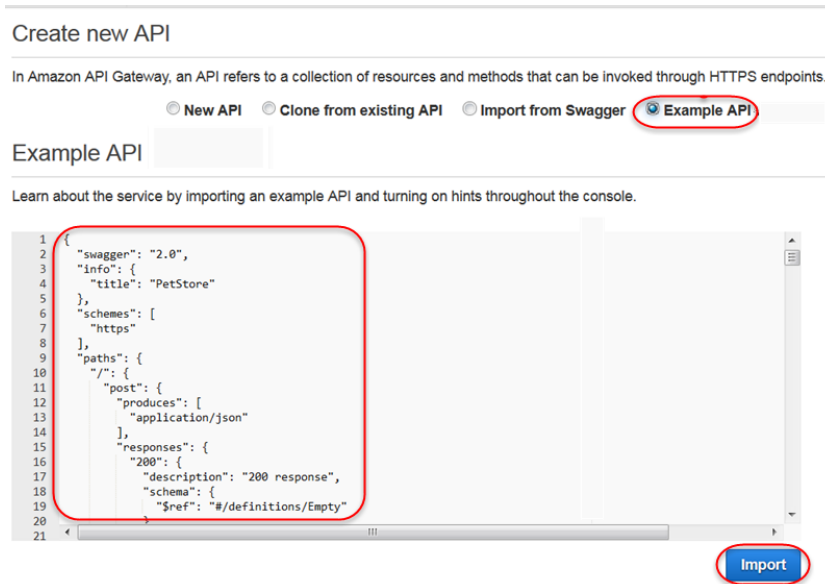 Create new API
In Amazon API Gateway, an API refers to a collection of resources and methods that can be invoked through HTTPS endpoints.
New API Clone from existing API Import from Swagger Example API
Example API
Learn about the service by importing an example API and turning on hints throughout the console.
1 {
2 "swagger": "2.0",
3 "info": {
4 "title": "PetStore"
5 },
6 "schemes": [
7 "https"
8 ],
9 "paths": {
10 "/": {
11 "post": {
12 "produces": [
13 "application/json"
14 ],
15 "responses": {
16 "200": {
17 "description": "200 response",
18 "schema": {
19 "$ref": "#/definitions/Empty"
20 }
21
Import